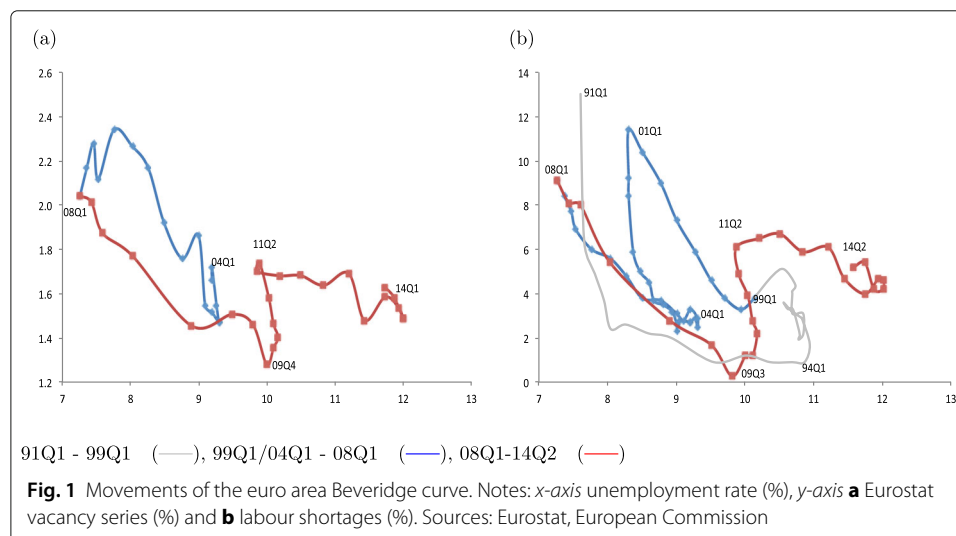 (a)
(b)
2.6
2.4
2.2
2.0
1.8
1.6
1.4
1.2
7 8 9 10 11 12 13
08Q1
04Q1
11Q2
14Q1
09Q4
14
12
10
8
6
4
2
0
7 8 9 10 11 12 13
91Q1
01Q1
08Q1
11Q2
14Q2
99Q1
04Q1
94Q1
09Q3
91Q1 - 99Q1 (—), 99Q1/04Q1 - 08Q1 (—), 08Q1-14Q2 (—)
Fig. 1 Movements of the euro area Beveridge curve. Notes: x-axis unemployment rate (%), y-axis a Eurostat
vacancy series (%) and b labour shortages (%). Sources: Eurostat, European Commission